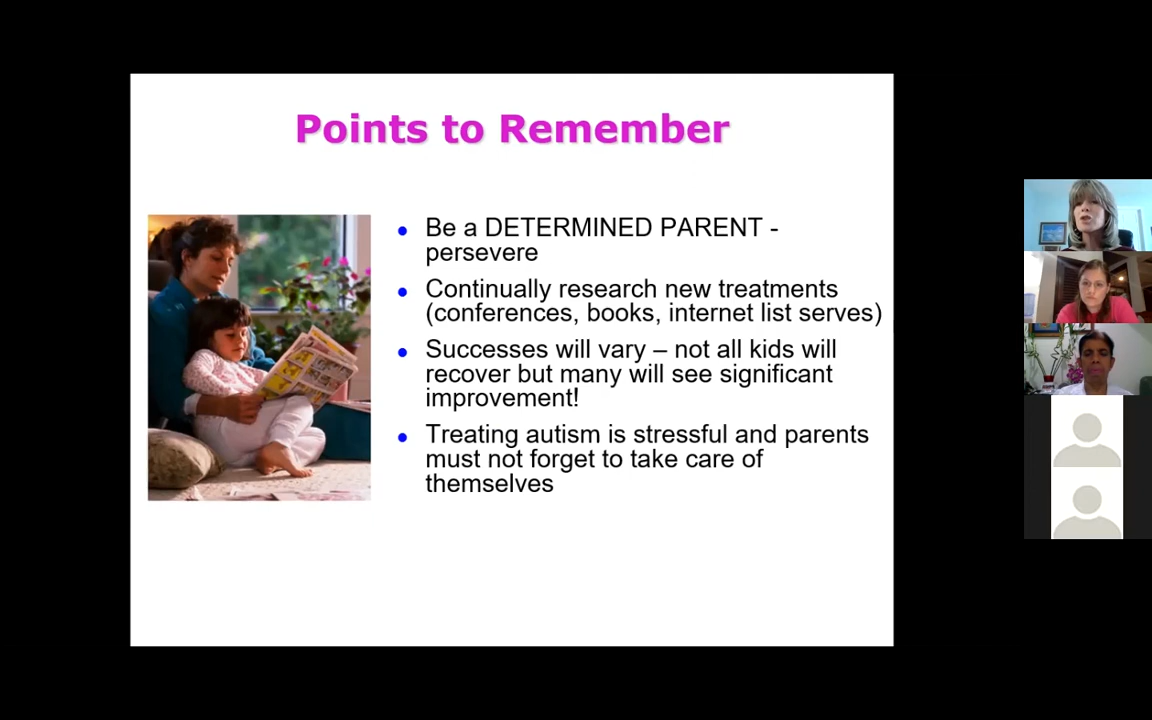 Points to Remember
Be a DETERMINED PARENT -
persevere
Continually research new treatments
(conferences, books, internet list serves)
Successes will vary – not all kids will
recover but many will see significant
improvement!
Treating autism is stressful and parents
must not forget to take care of
themselves